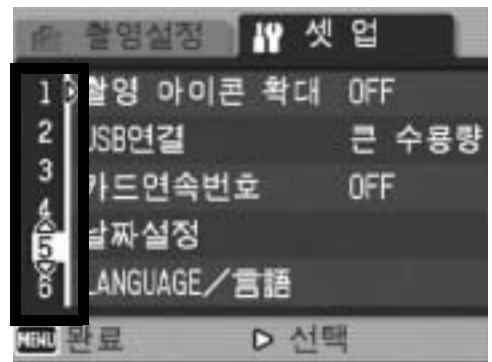 촬영설정 셋 업
1 촬영 아이콘 확대 OFF
2 USB연결 큰 수용량
3 카드연속번호 OFF
4 날짜설정
5 LANGUAGE/言語
6
MENU 완료 선택